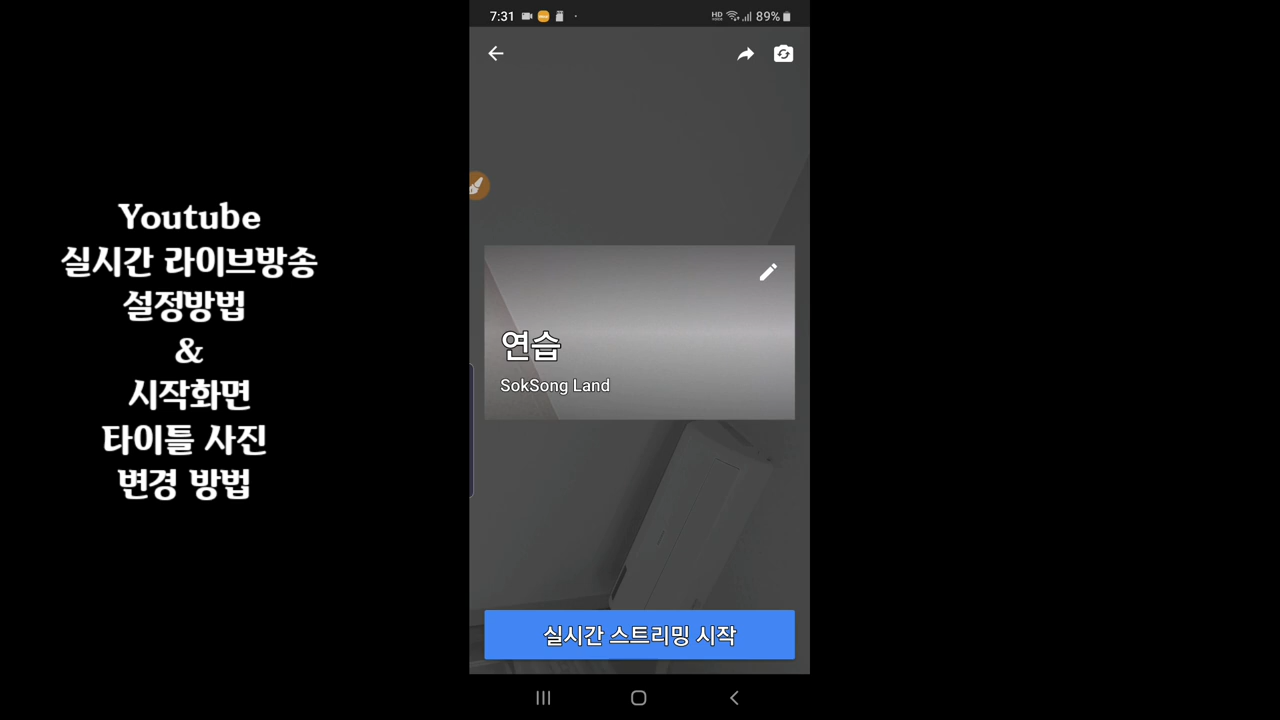 Youtube
실시간 라이브방송
설정방법
&
시작화면
타이틀 사진
변경 방법
7:31
HD
89%
연습
SokSong Land
실시간 스트리밍 시작